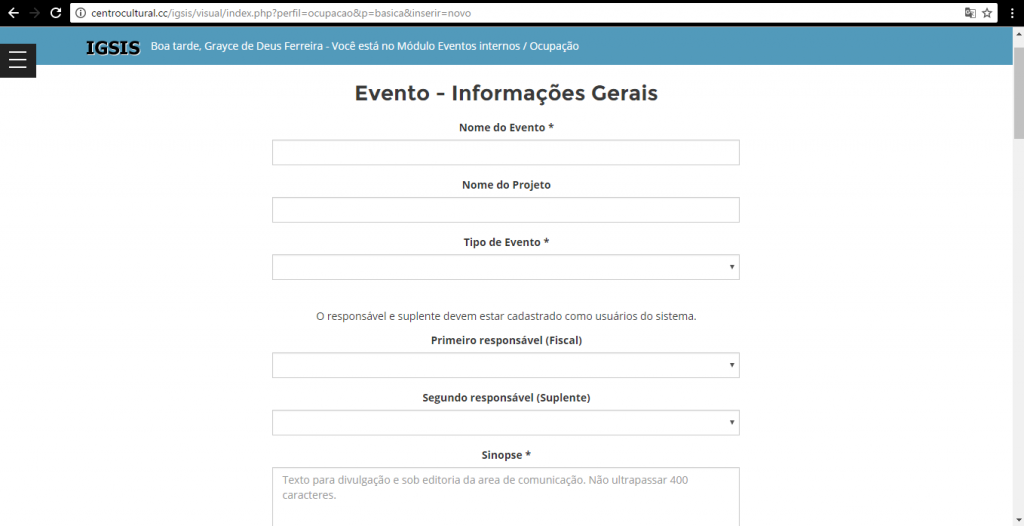 centrocultural.cc/igsis/visual/index.php?perfil=ocupacao&p=basica&inserir=novo
IGSIS Boa tarde, Grayce de Deus Ferreira - Você está no Módulo Eventos internos / Ocupação
Evento - Informações Gerais
Nome do Evento *
Nome do Projeto
Tipo de Evento *
O responsável e suplente devem estar cadastrado como usuários do sistema.
Primeiro responsável (Fiscal)
Segundo responsável (Suplente)
Sinopse *
Texto para divulgação e sob editoria da area de comunicação. Não ultrapassar 400
caracteres.